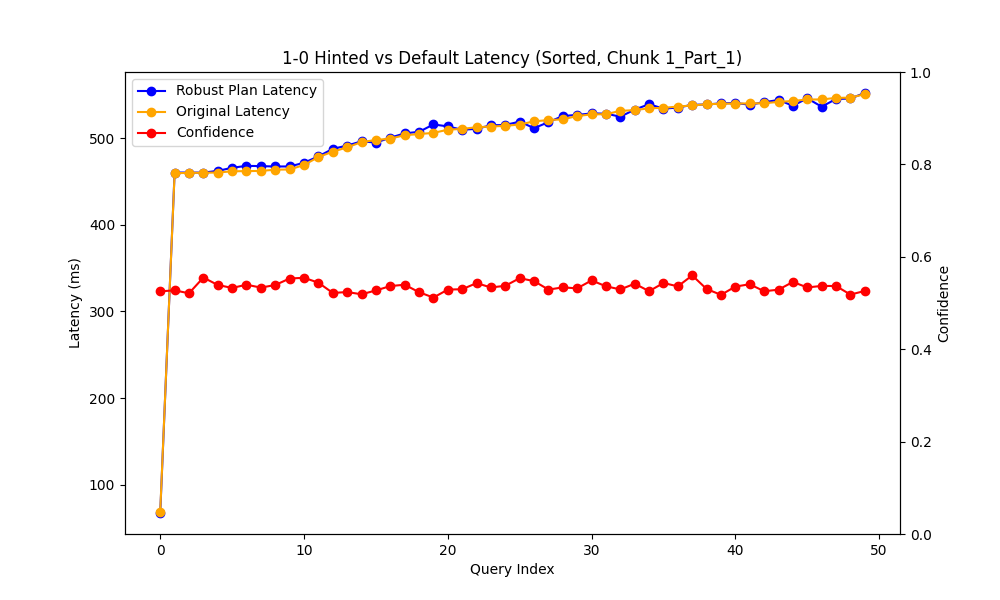 1-0 Hinted vs Default Latency (Sorted, Chunk 1_Part_1)
Robust Plan Latency
Original Latency
Confidence
Latency (ms)
500
400
300
200
100
1.0
0.8
0.6
0.4
0.2
0.0
Confidence
0 10 20 30 40 50
Query Index